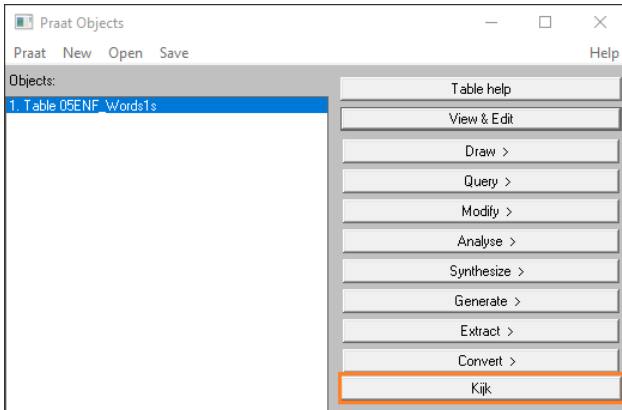 Praat Objects
Praat New Open Save Help
Objects:
1. Table 05ENF_Words1s
Table help
View & Edit
Draw >
Query >
Modify >
Analyse >
Synthesize >
Generate >
Extract >
Convert >
Kijk